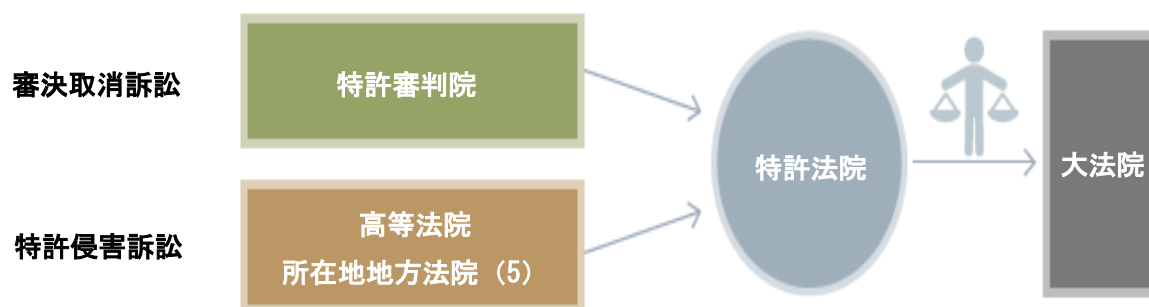 審決取消訴訟
特許審判院
特許侵害訴訟
高等法院
所在地地方法院（5）
特許法院
大法院